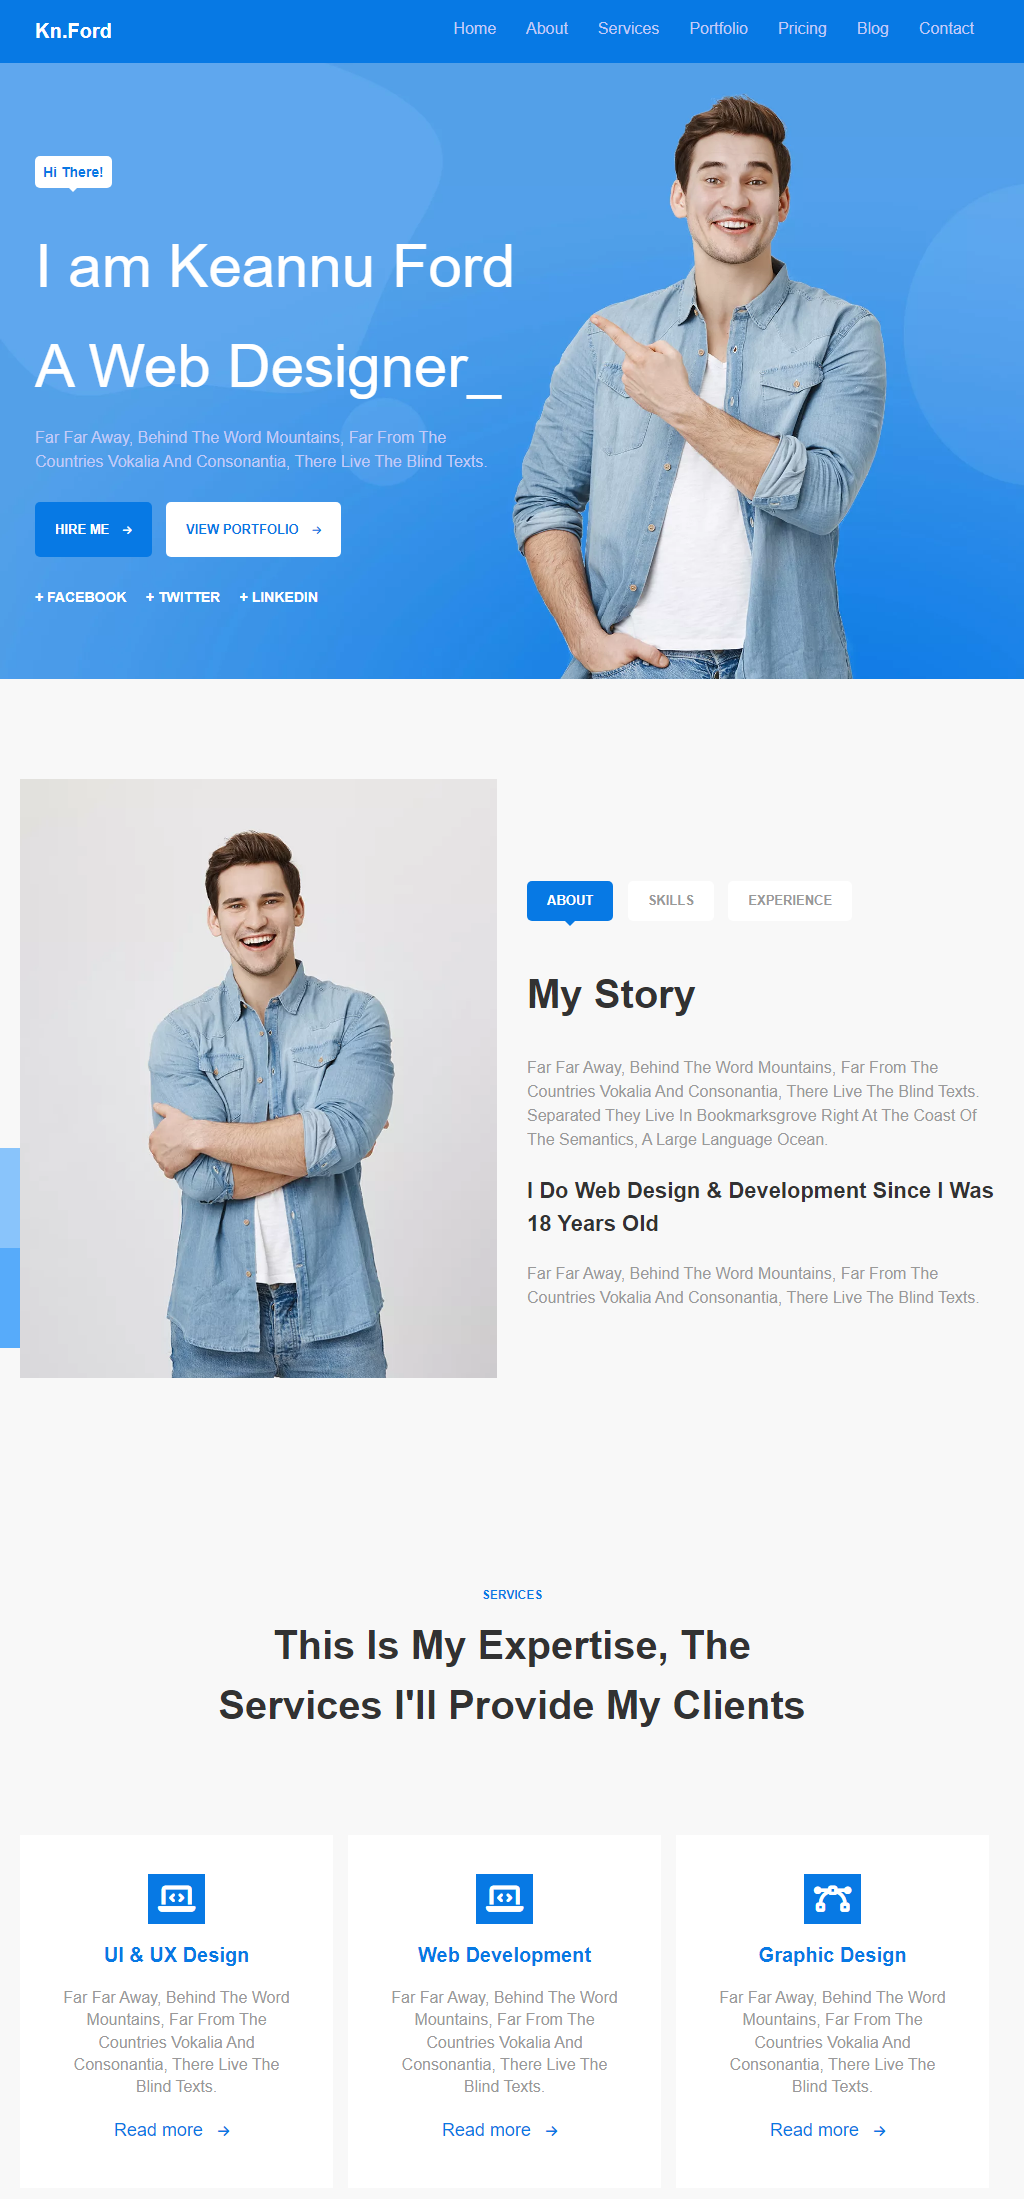 Kn.Ford
Home About Services Portfolio Pricing Blog Contact
Hi There!
I am Keannu Ford
A Web Designer_
Far Far Away, Behind The Word Mountains, Far From The
Countries Vokalia And Consonantia, There Live The Blind Texts.
HIRE ME → VIEW PORTFOLIO →
+ FACEBOOK + TWITTER + LINKEDIN
ABOUT SKILLS EXPERIENCE
My Story
Far Far Away, Behind The Word Mountains, Far From The
Countries Vokalia And Consonantia, There Live The Blind Texts.
Separated They Live In Bookmarksgrove Right At The Coast Of
The Semantics, A Large Language Ocean.
I Do Web Design & Development Since I Was
18 Years Old
Far Far Away, Behind The Word Mountains, Far From The
Countries Vokalia And Consonantia, There Live The Blind Texts.
SERVICES
This Is My Expertise, The
Services I'll Provide My Clients
UI & UX Design
Far Far Away, Behind The Word
Mountains, Far From The
Countries Vokalia And
Consonantia, There Live The
Blind Texts.
Read more →
Web Development
Far Far Away, Behind The Word
Mountains, Far From The
Countries Vokalia And
Consonantia, There Live The
Blind Texts.
Read more →
Graphic Design
Far Far Away, Behind The Word
Mountains, Far From The
Countries Vokalia And
Consonantia, There Live The
Blind Texts.
Read more →